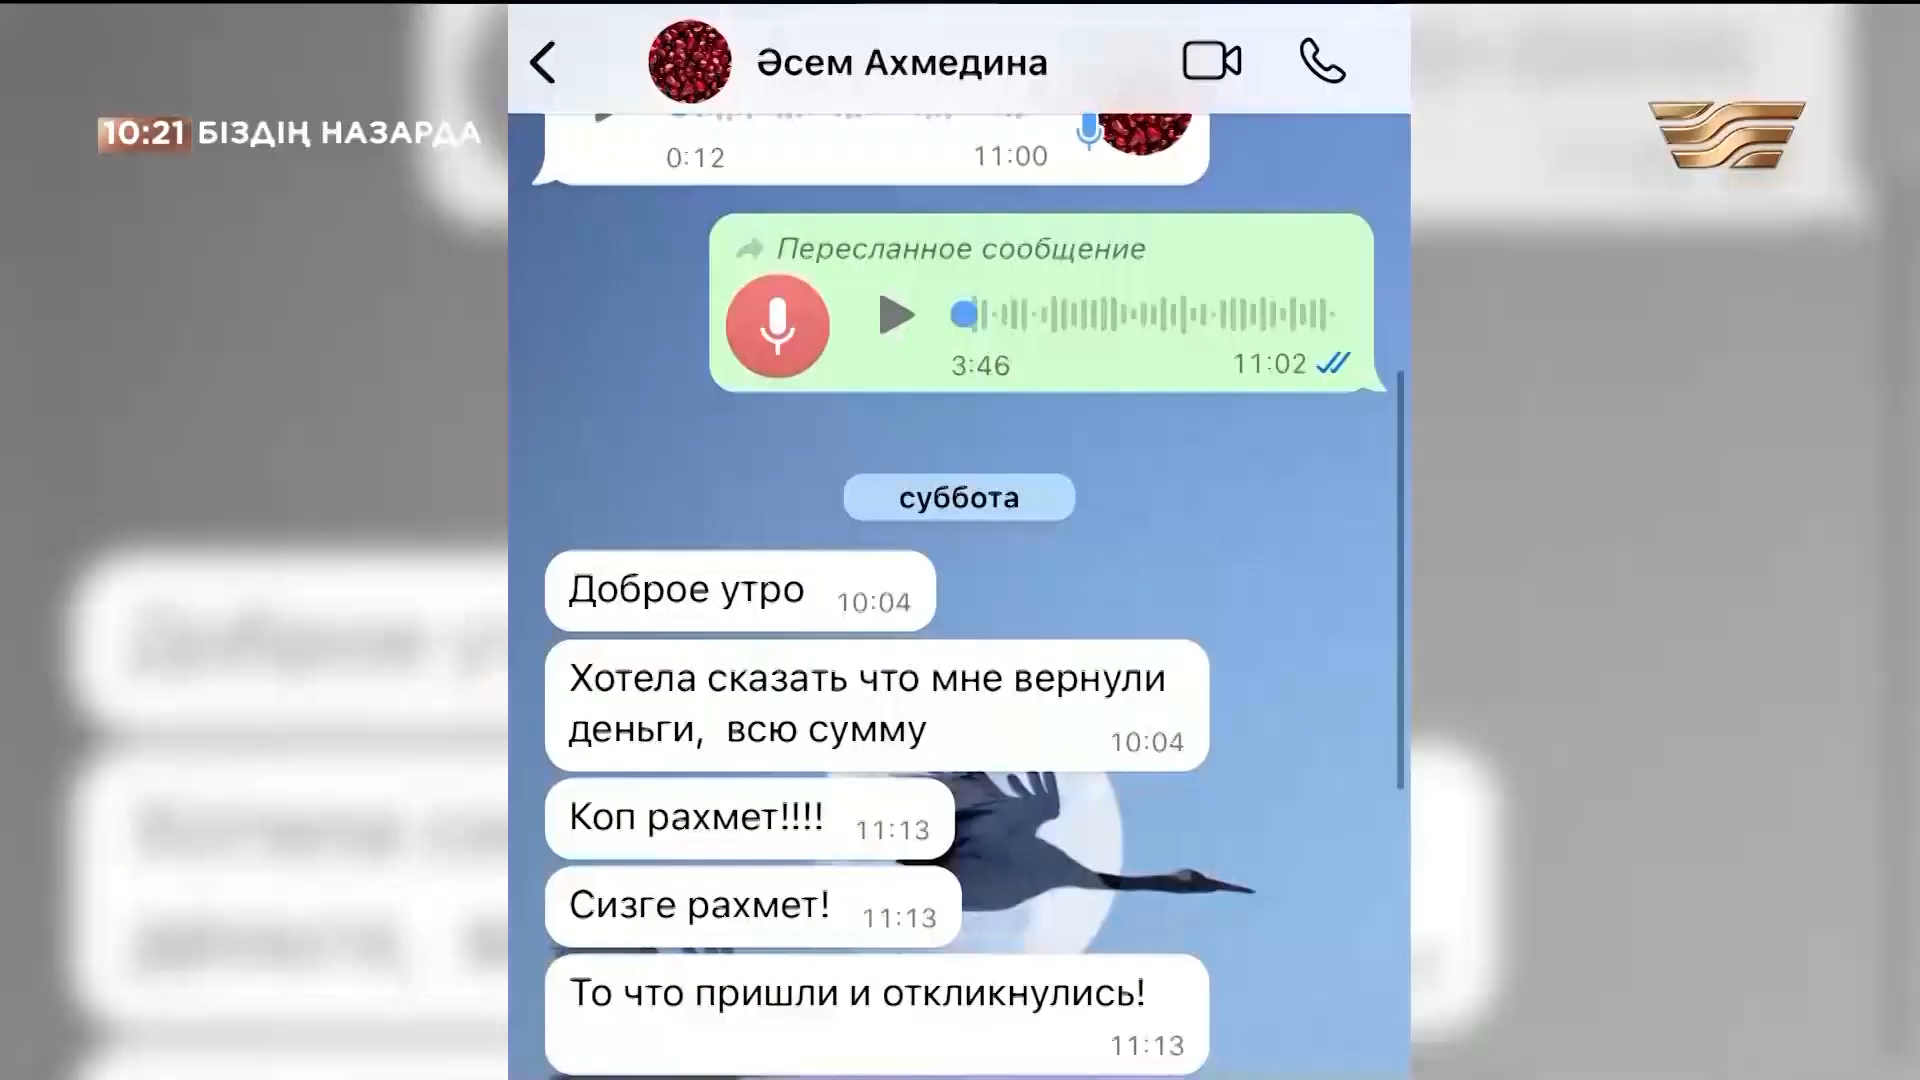 Әсем Ахмедина
10:21 БІЗДІҢ НАЗАРДА
0:12 11:00
Пересланное сообщение
3:46 11:02
суббота
Доброе утро 10:04
Хотела сказать что мне вернули
деньги, всю сумму 10:04
Коп рахмет!!!! 11:13
Сизге рахмет! 11:13
То что пришли и откликнулись!
11:13